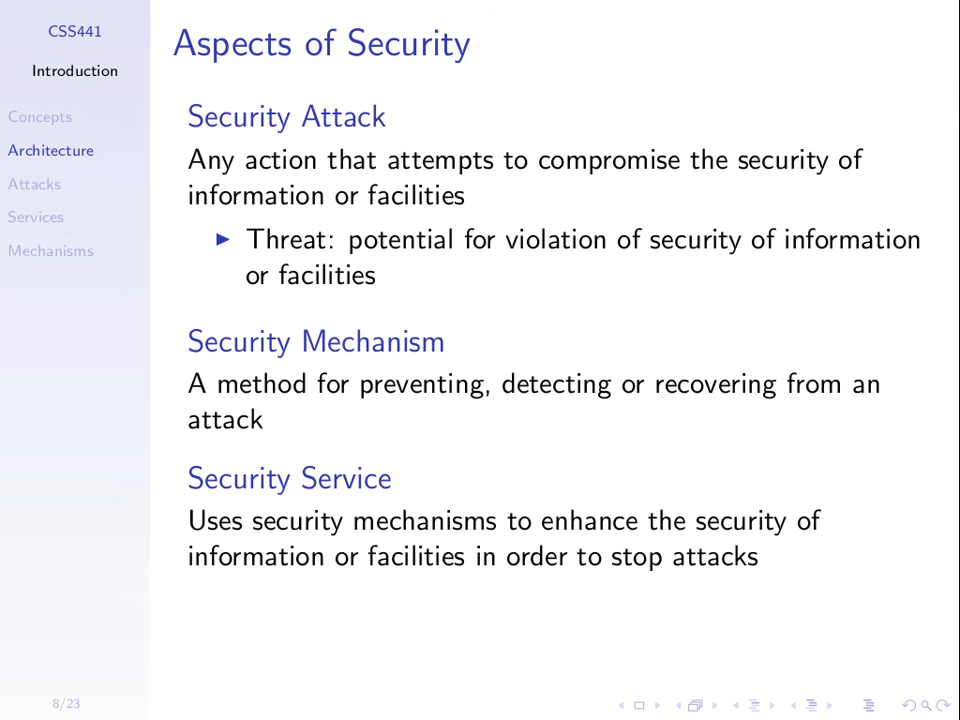 CSS441
Introduction
Concepts
Architecture
Attacks
Services
Mechanisms
Aspects of Security
Security Attack
Any action that attempts to compromise the security of
information or facilities
Threat: potential for violation of security of information
or facilities
Security Mechanism
A method for preventing, detecting or recovering from an
attack
Security Service
Uses security mechanisms to enhance the security of
information or facilities in order to stop attacks
8/23